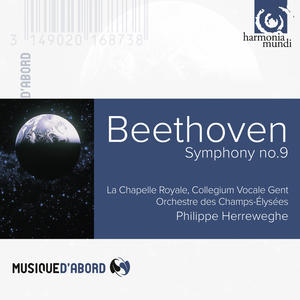 3 149020 168738
harmonia
mundi
D'ABORD
Beethoven
Symphony no.9
La Chapelle Royale, Collegium Vocale Gent
Orchestre des Champs-Élysées
Philippe Herreweghe
MUSIQUED'ABORD